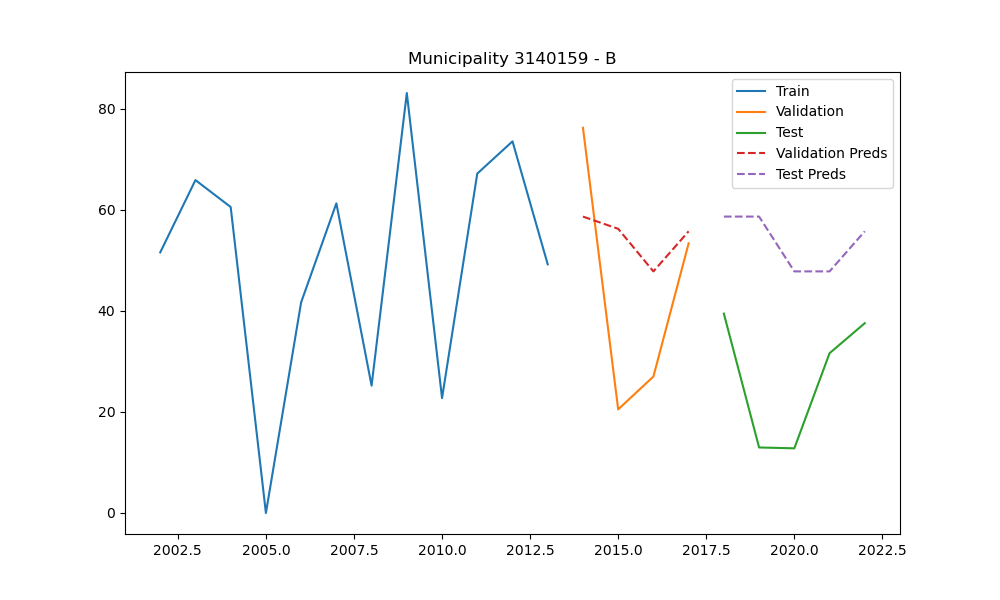 Municipality 3140159 - B
Train
Validation
Test
Validation Preds
Test Preds
80
60
40
20
0
2002.5 2005.0 2007.5 2010.0 2012.5 2015.0 2017.5 2020.0 2022.5